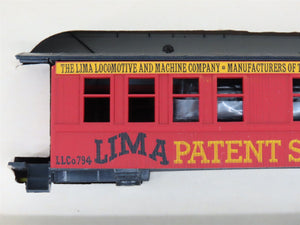 THE LIMA LOCOMOTIVE AND MACHINE COMPANY - MANUFACTURERS OF T
LIMA PATENT S
LLCo794